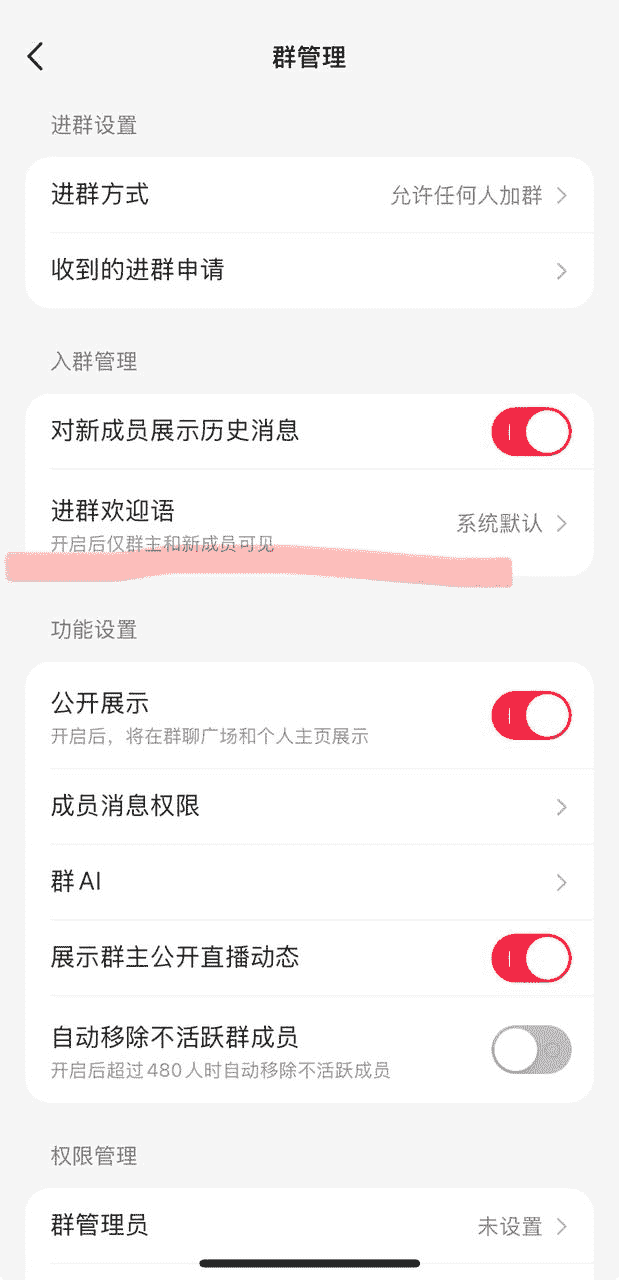 群管理
进群设置
进群方式 允许任何人加群
收到的进群申请
入群管理
对新成员展示历史消息
进群欢迎语
系统默认
开启后仅群主和新成员可见
功能设置
公开展示
开启后，将在群聊广场和个人主页展示
成员消息权限
群AI
展示群主公开直播动态
自动移除不活跃群成员
开启后超过480人时自动移除不活跃成员
权限管理
群管理员 未设置